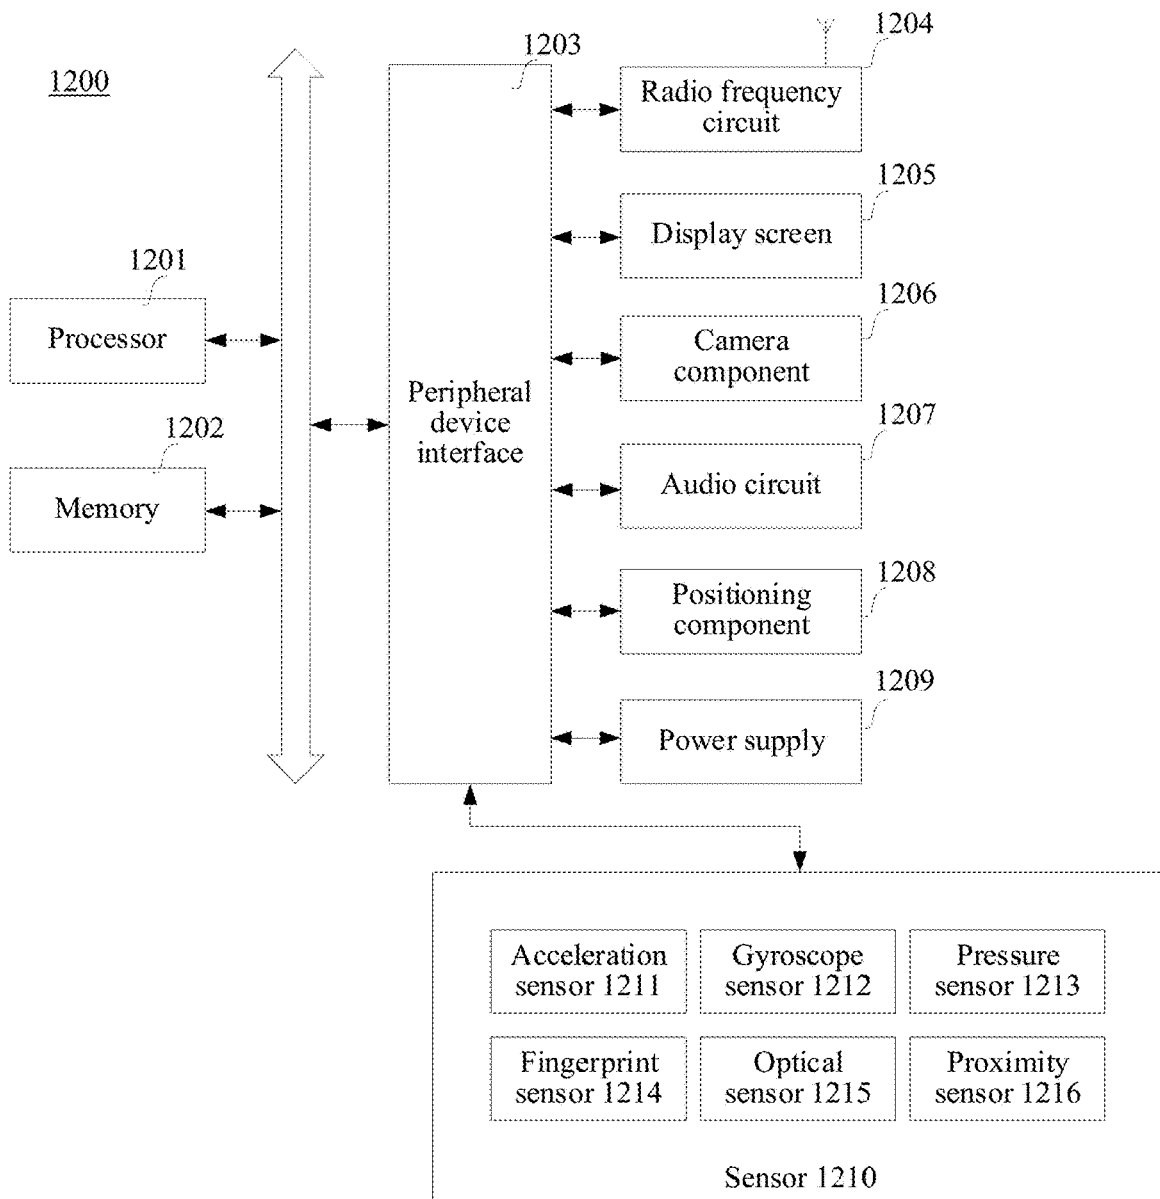 1200
1203
1204
Radio frequency
circuit
1205
Display screen
1201
Processor
1206
Camera
component
Peripheral
device
interface
1202
Memory
1207
Audio circuit
1208
Positioning
component
1209
Power supply
Acceleration
sensor 1211
Gyroscope
sensor 1212
Pressure
sensor 1213
Fingerprint
sensor 1214
Optical
sensor 1215
Proximity
sensor 1216
Sensor 1210